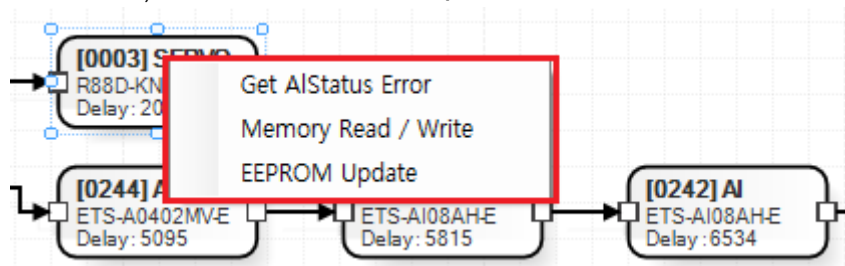 [0003] SERVO
R88D-KN
Delay: 20
Get AlStatus Error
Memory Read / Write
EEPROM Update
[0244] A
ETS-A0402MV-E
Delay: 5095
ETS-AI08AH-E
Delay: 5815
[0242] AI
ETS-AI08AH-E
Delay: 6534